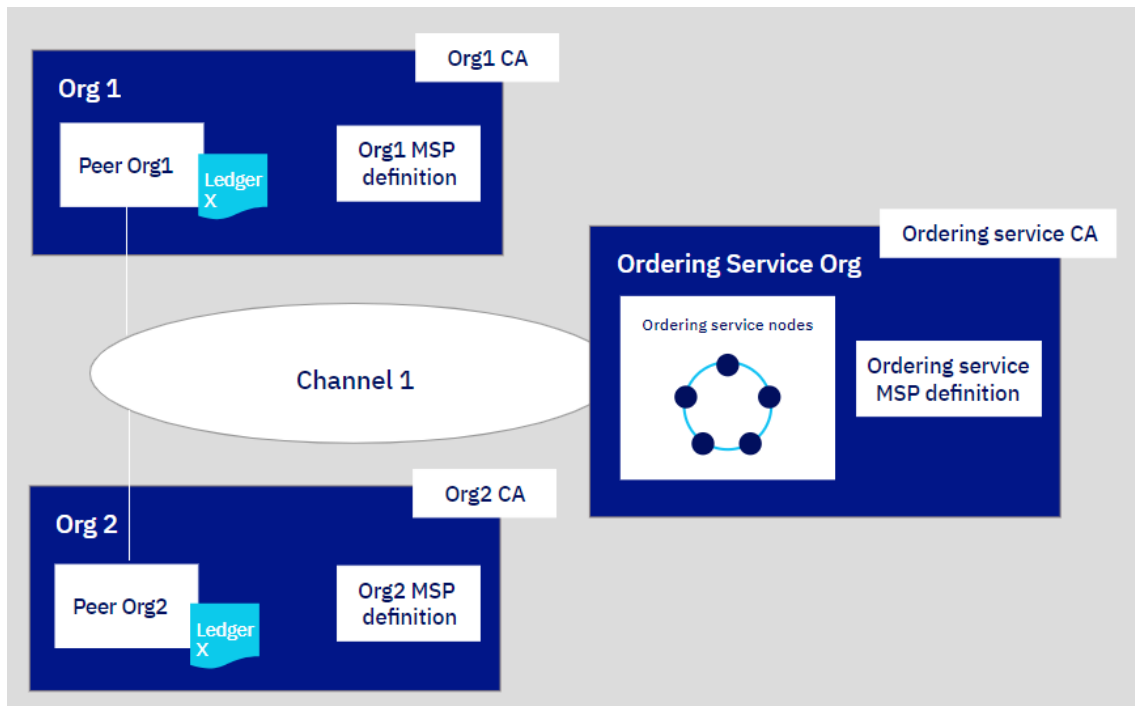 Org1 CA
Org 1
Peer Org1
Ledger
X
Org1 MSP
definition
Ordering service CA
Ordering Service Org
Ordering service nodes
Ordering service
MSP definition
Channel 1
Org2 CA
Org 2
Peer Org2
Ledger
X
Org2 MSP
definition